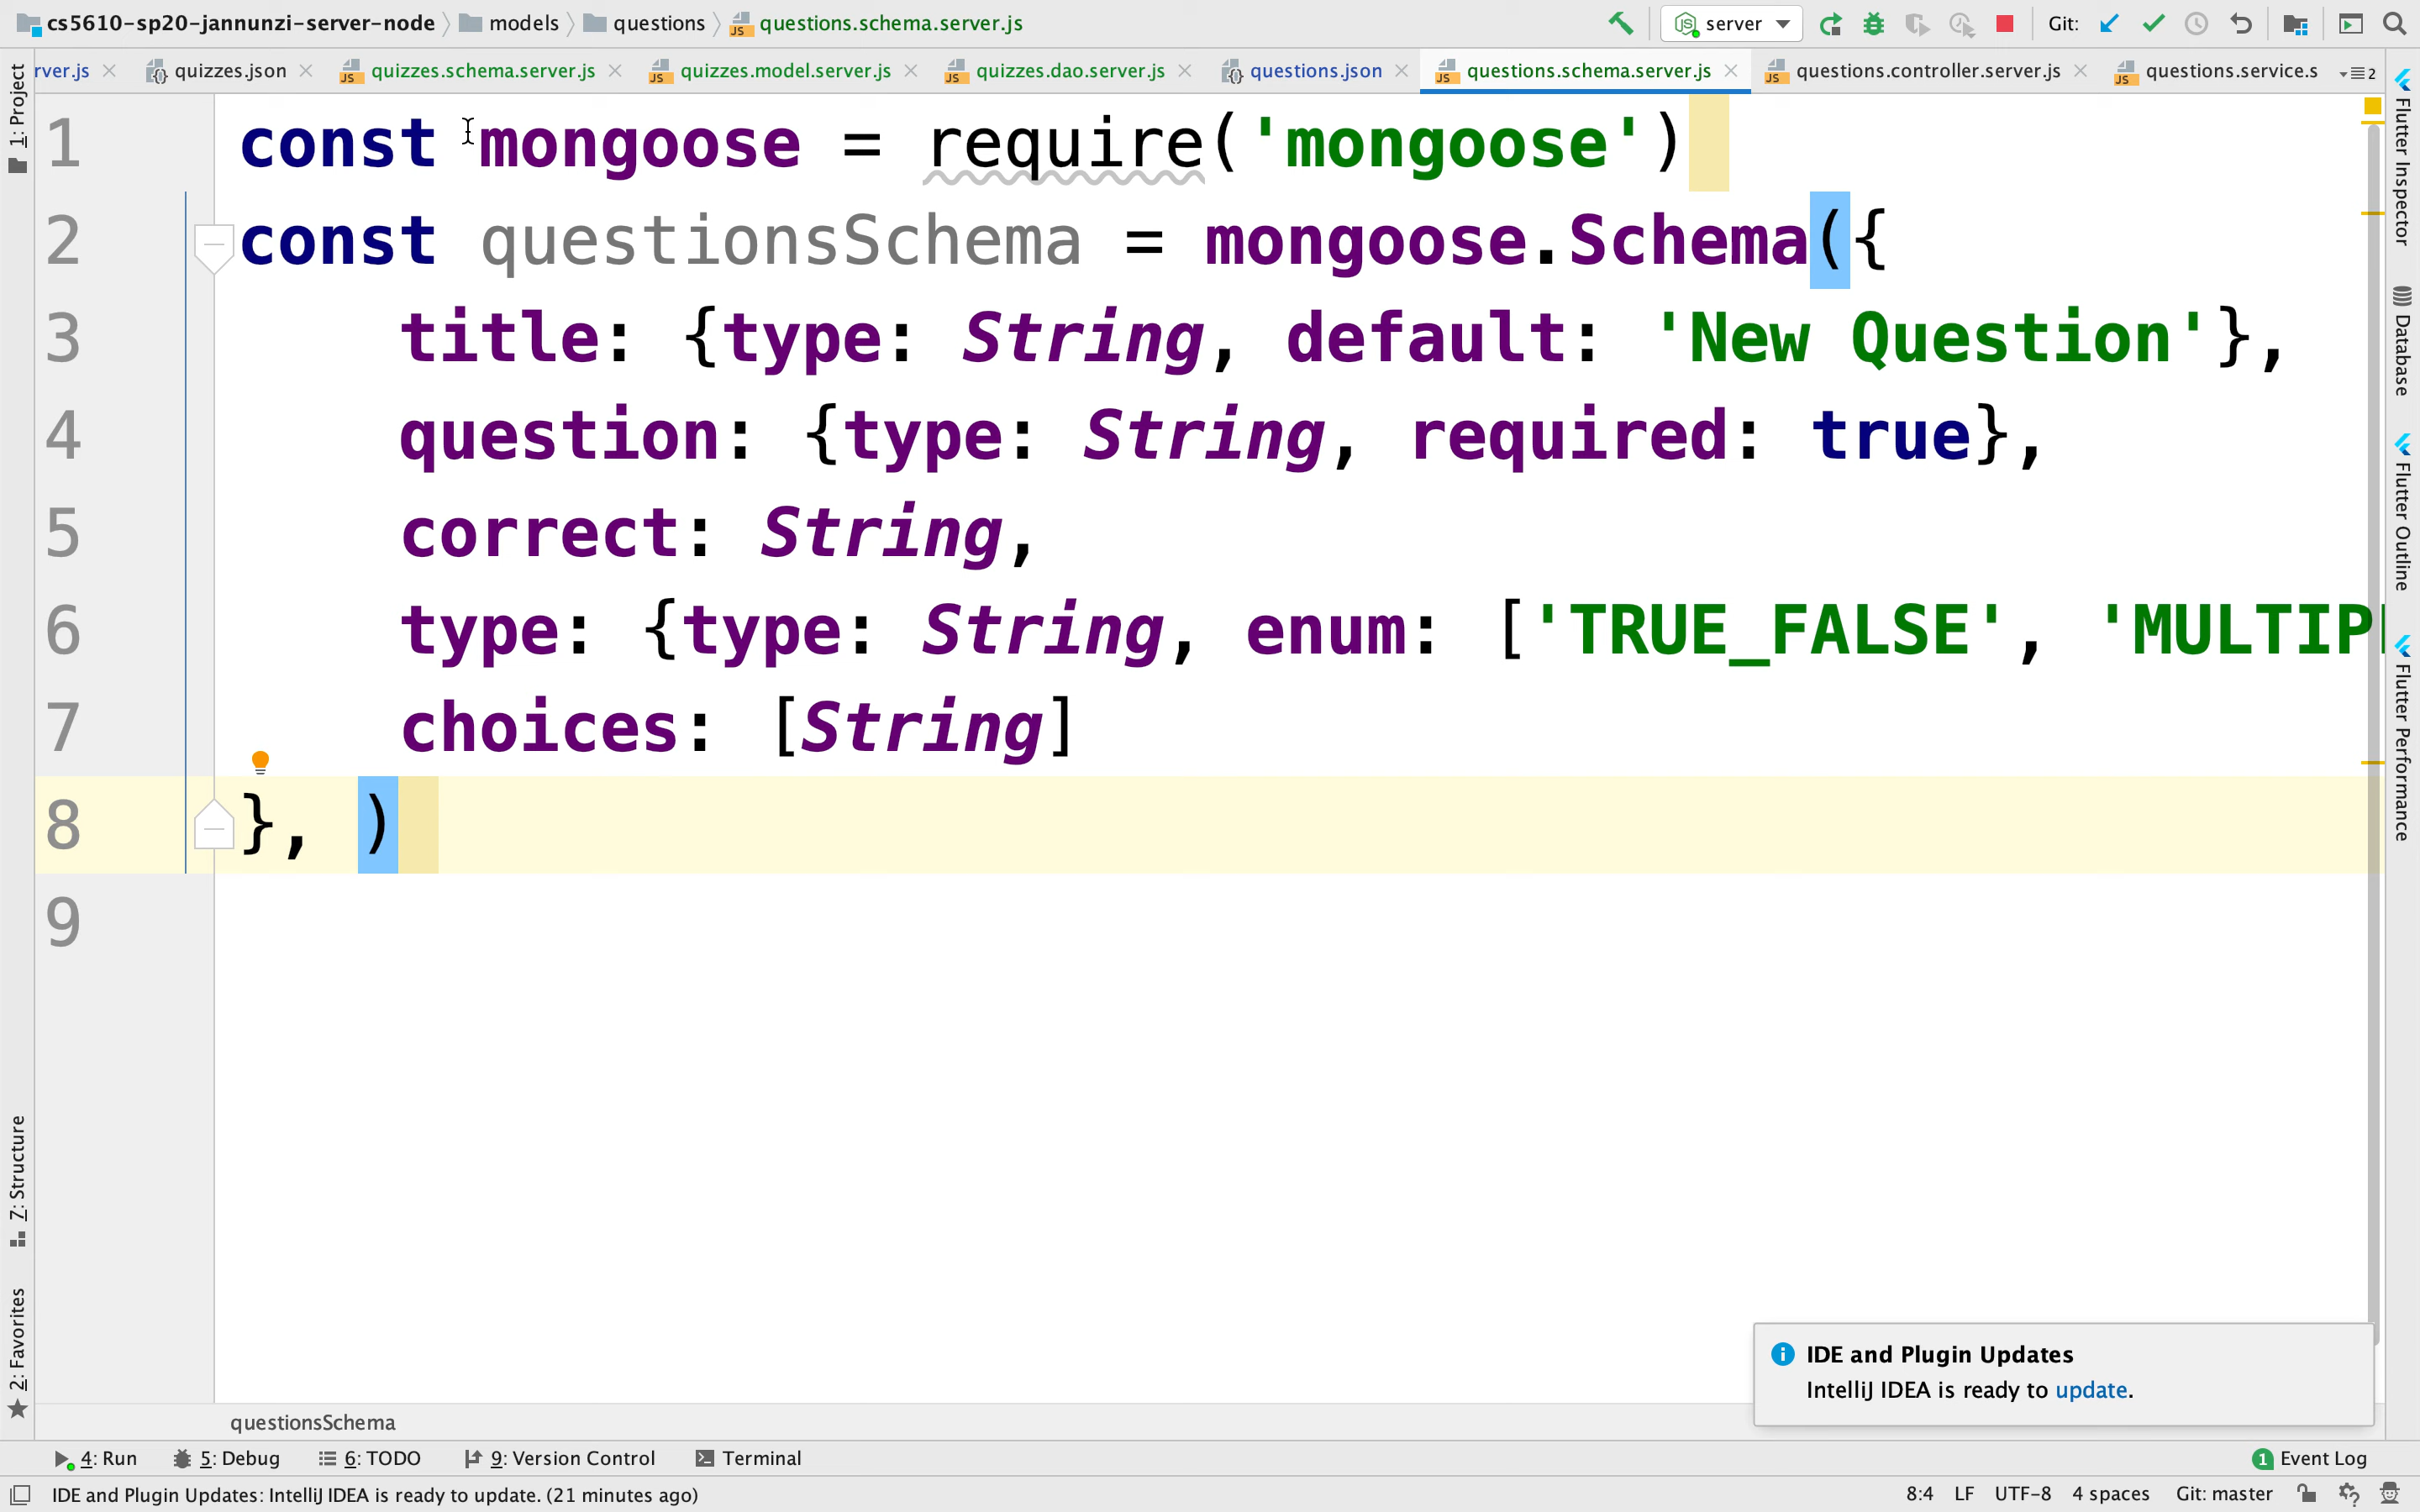 cs5610-sp20-jannunzi-server-node models questions questions.schema.server.js server Git:
rver.js quizzes.json quizzes.schema.server.js quizzes.model.server.js quizzes.dao.server.js questions.json questions.schema.server.js questions.controller.server.js questions.service.s 2
1: Project
7: Structure
2: Favorites
1 const mongoose = require('mongoose')
2 const questionsSchema = mongoose.Schema({
3 title: {type: String, default: 'New Question'},
4 question: {type: String, required: true},
5 correct: String,
6 type: {type: String, enum: ['TRUE_FALSE', 'MULTIP
7 choices: [String]
8 }, )
9
Flutter Inspector
Database
Flutter Outline
Flutter Performance
IDE and Plugin Updates
IntelliJ IDEA is ready to update.
questionsSchema
4: Run 5: Debug 6: TODO 9: Version Control Terminal 1 Event Log
IDE and Plugin Updates: IntelliJ IDEA is ready to update. (21 minutes ago) 8:4 LF UTF-8 4 spaces Git: master